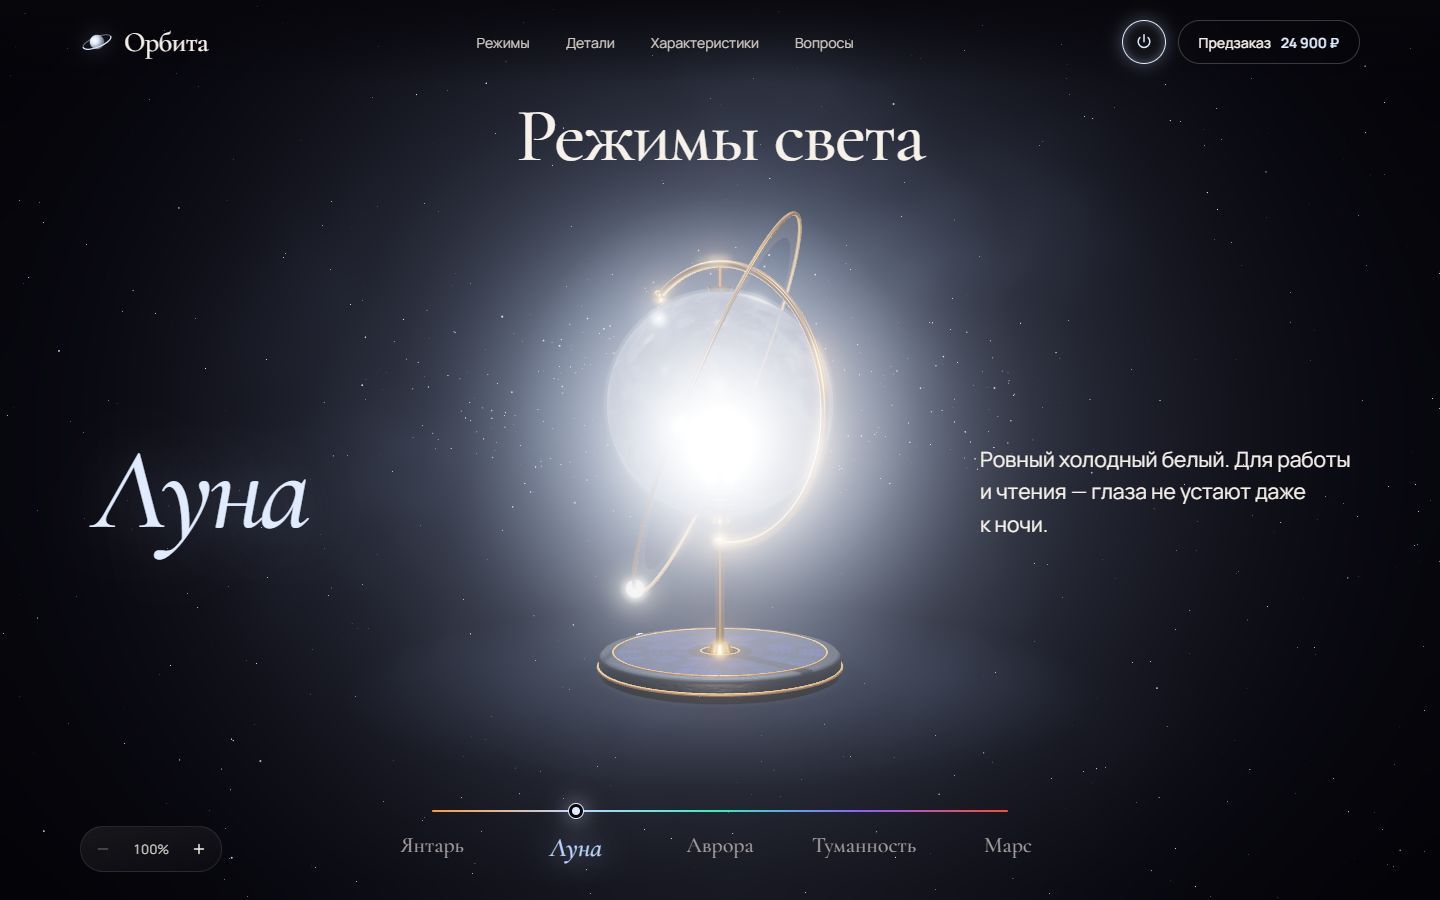 Орбита
Режимы
Детали
Характеристики
Вопросы
Предзаказ 24 900 ₽
Режимы света
Луна
Ровный холодный белый. Для работы
и чтения — глаза не устают даже
к ночи.
− 100% +
Янтарь
Луна
Аврора
Туманность
Марс